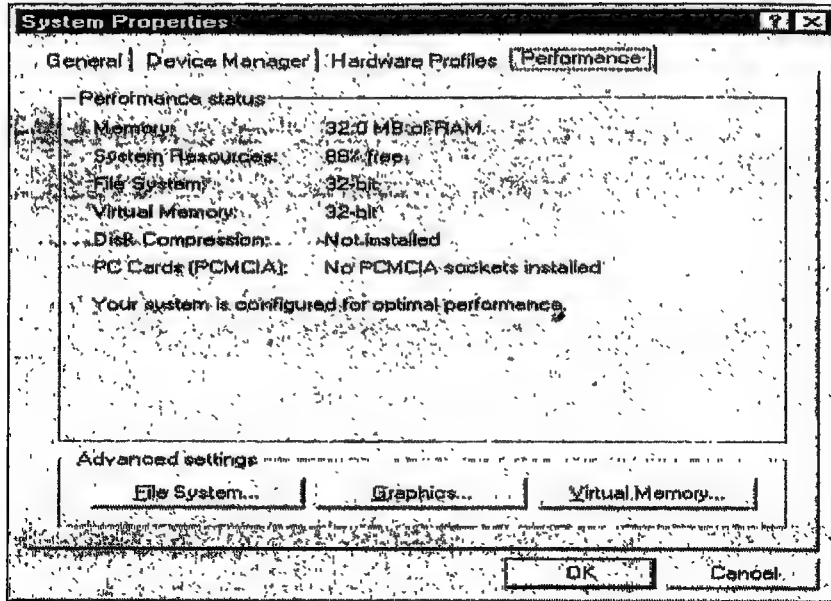 System Properties ? ×
General Device Manager Hardware Profiles Performance
Performance status
Memory: 32.0 MB of RAM
System Resources: 88% free
File System: 32-bit
Virtual Memory: 32-bit
Disk Compression: Not installed
PC Cards (PCMCIA): No PCMCIA sockets installed
Your system is configured for optimal performance.
Advanced settings
File System... Graphics... Virtual Memory...
OK Cancel